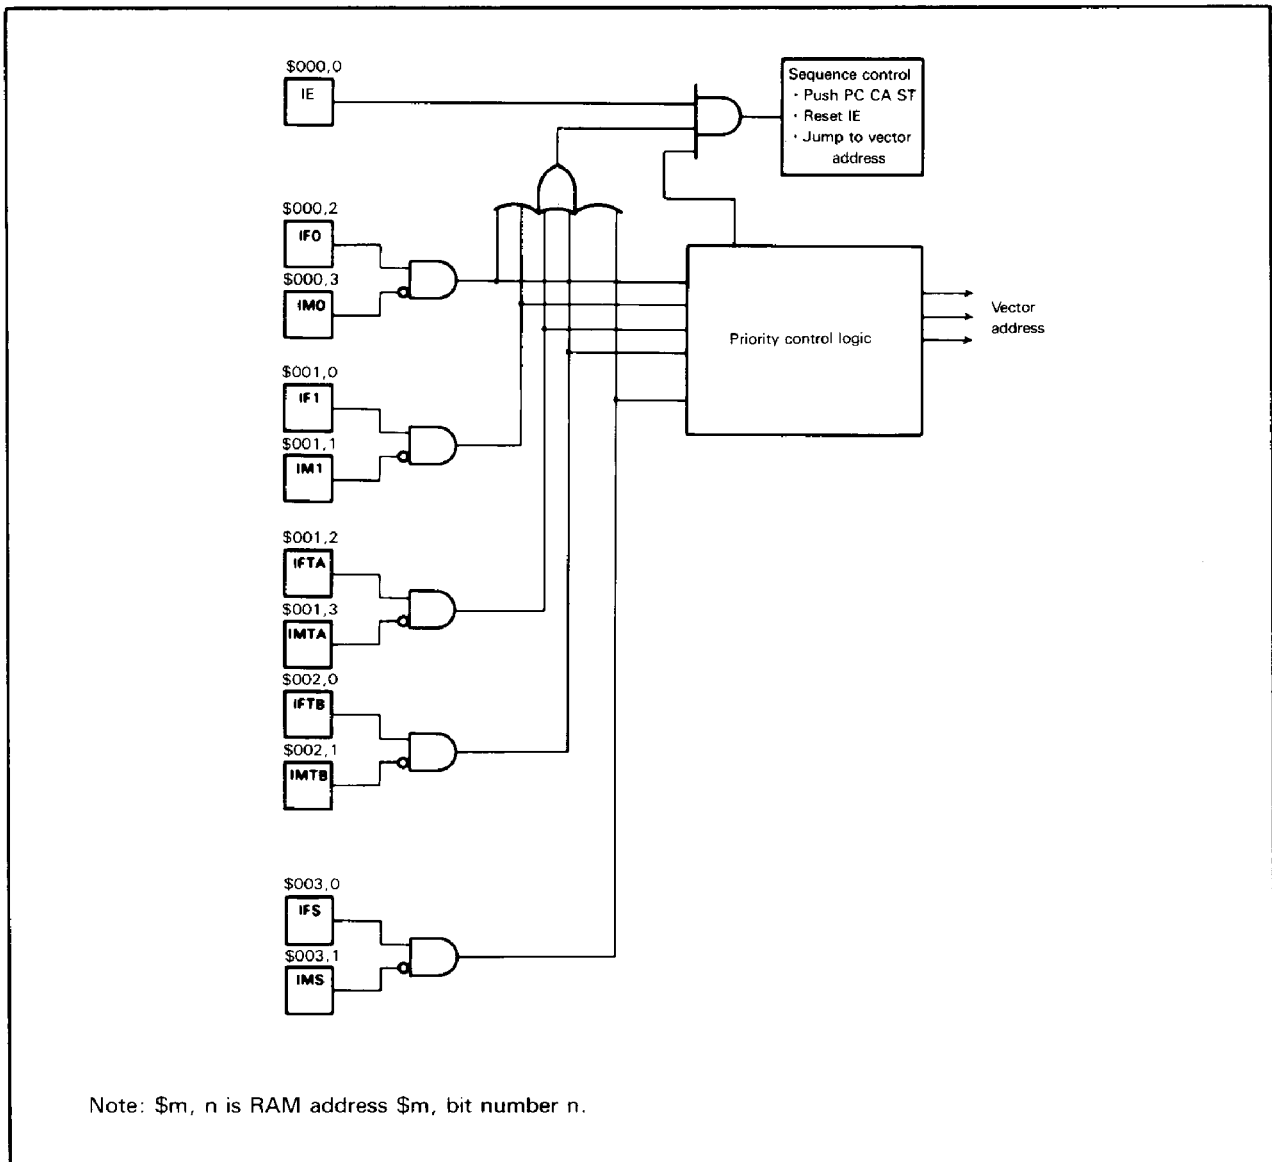 $000,0
IE
Sequence control
· Push PC CA ST
· Reset IE
· Jump to vector
address
$000,2
IF0
$000,3
IM0
Priority control logic
Vector
address
$001,0
IF1
$001,1
IM1
$001,2
IFTA
$001,3
IMTA
$002,0
IFTB
$002,1
IMTB
$003,0
IFS
$003,1
IMS
Note: $m, n is RAM address $m, bit number n.